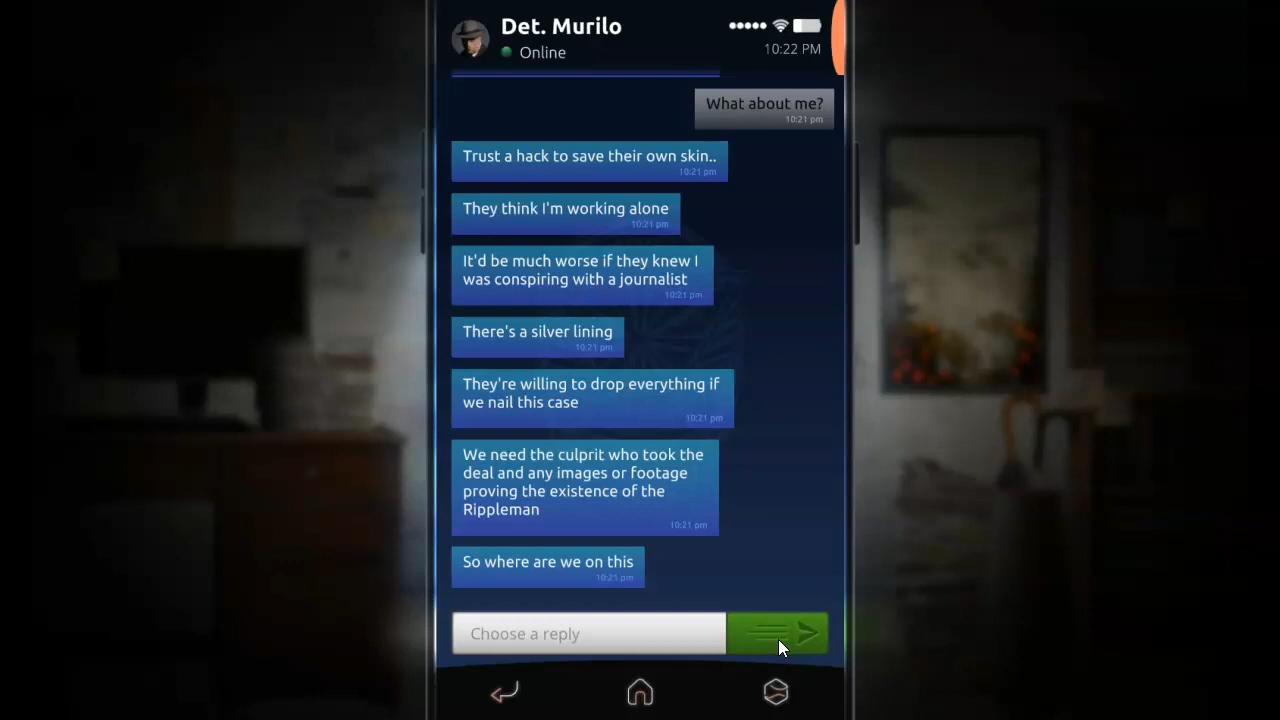 Det. Murilo
Online
10:22 PM
What about me?
10:21 pm
Trust a hack to save their own skin..
10:21 pm
They think I'm working alone
10:21 pm
It'd be much worse if they knew I
was conspiring with a journalist
10:21 pm
There's a silver lining
10:21 pm
They're willing to drop everything if
we nail this case
10:21 pm
We need the culprit who took the
deal and any images or footage
proving the existence of the
Rippleman
10:21 pm
So where are we on this
10:21 pm
Choose a reply